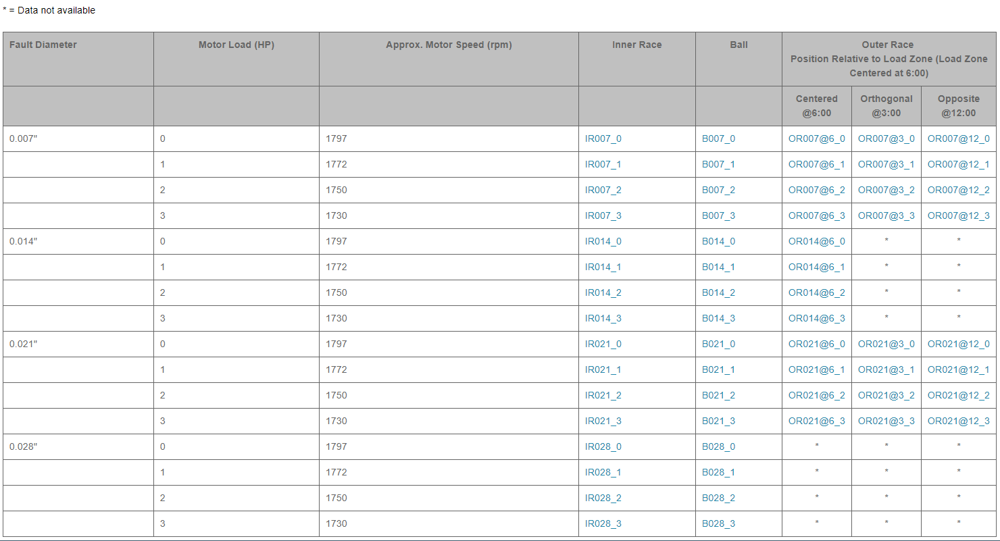 * = Data not available
Fault Diameter Motor Load (HP) Approx. Motor Speed (rpm) Inner Race Ball Outer Race
Position Relative to Load Zone (Load Zone
Centered at 6:00)
Centered Orthogonal Opposite
@6:00 @3:00 @12:00
0.007" 0 1797 IR007_0 B007_0 OR007@6_0 OR007@3_0 OR007@12_0
1 1772 IR007_1 B007_1 OR007@6_1 OR007@3_1 OR007@12_1
2 1750 IR007_2 B007_2 OR007@6_2 OR007@3_2 OR007@12_2
3 1730 IR007_3 B007_3 OR007@6_3 OR007@3_3 OR007@12_3
0.014" 0 1797 IR014_0 B014_0 OR014@6_0 * *
1 1772 IR014_1 B014_1 OR014@6_1 * *
2 1750 IR014_2 B014_2 OR014@6_2 * *
3 1730 IR014_3 B014_3 OR014@6_3 * *
0.021" 0 1797 IR021_0 B021_0 OR021@6_0 OR021@3_0 OR021@12_0
1 1772 IR021_1 B021_1 OR021@6_1 OR021@3_1 OR021@12_1
2 1750 IR021_2 B021_2 OR021@6_2 OR021@3_2 OR021@12_2
3 1730 IR021_3 B021_3 OR021@6_3 OR021@3_3 OR021@12_3
0.028" 0 1797 IR028_0 B028_0 * * *
1 1772 IR028_1 B028_1 * * *
2 1750 IR028_2 B028_2 * * *
3 1730 IR028_3 B028_3 * * *